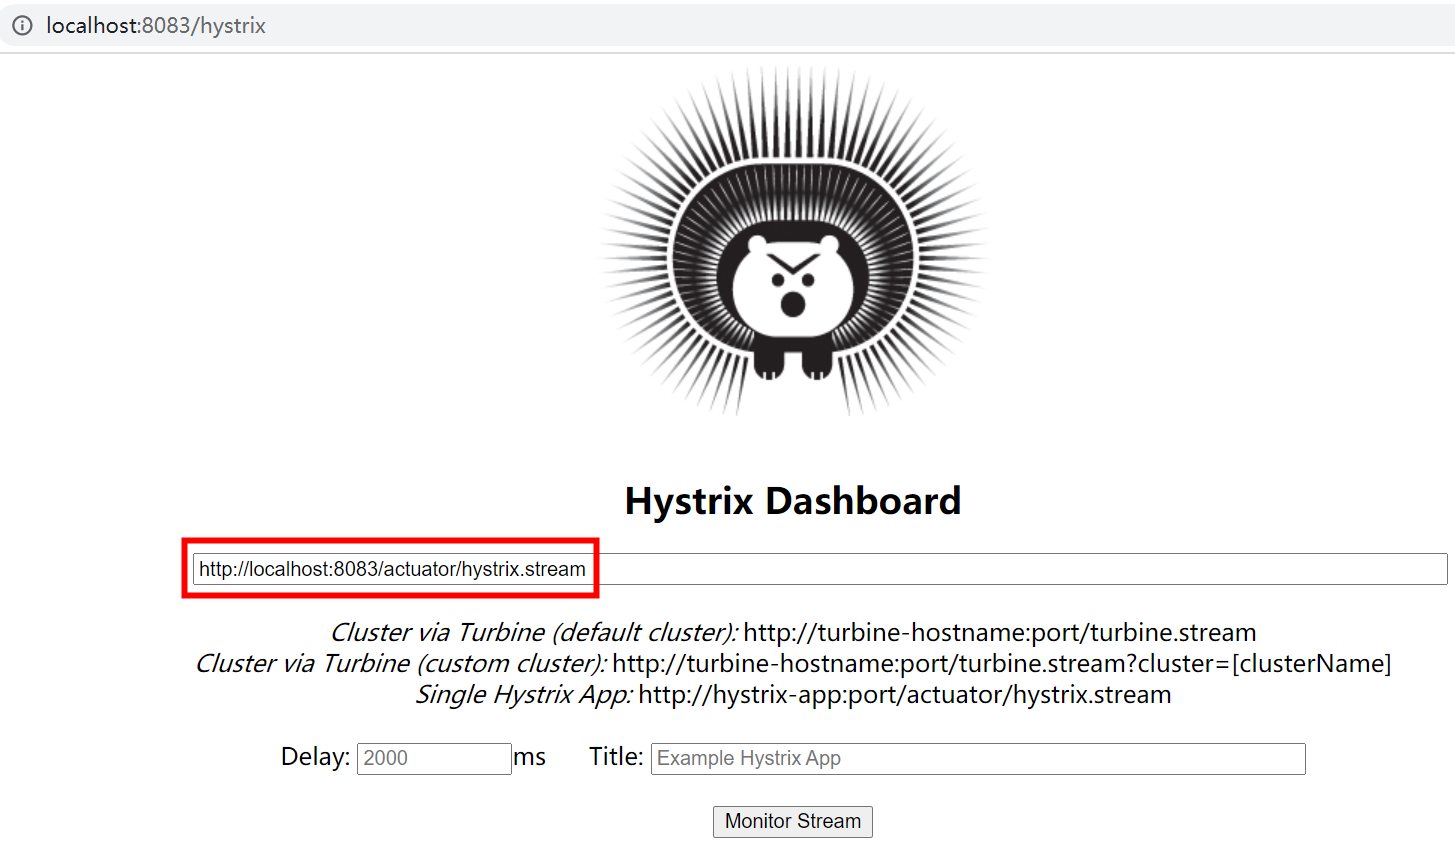 localhost:8083/hystrix
Hystrix Dashboard
http://localhost:8083/actuator/hystrix.stream
Cluster via Turbine (default cluster): http://turbine-hostname:port/turbine.stream
Cluster via Turbine (custom cluster): http://turbine-hostname:port/turbine.stream?cluster=[clusterName]
Single Hystrix App: http://hystrix-app:port/actuator/hystrix.stream
Delay: 2000 ms Title: Example Hystrix App
Monitor Stream